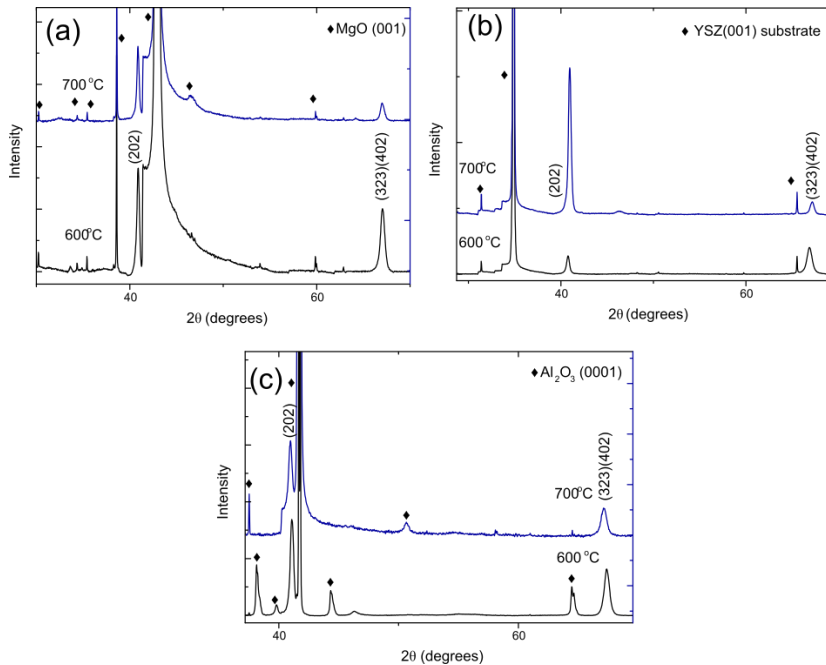 (a)
◆MgO (001)
700 °C
(202)
(323)(402)
600°C
Intensity
40
60
2θ (degrees)
(b)
◆ YSZ(001) substrate
700°C
(202)
(323)(402)
600 °C
Intensity
40
60
2θ (degrees)
(c)
◆Al2O3 (0001)
(202)
(323)(402)
700°C
600 °C
Intensity
40
60
2θ (degrees)